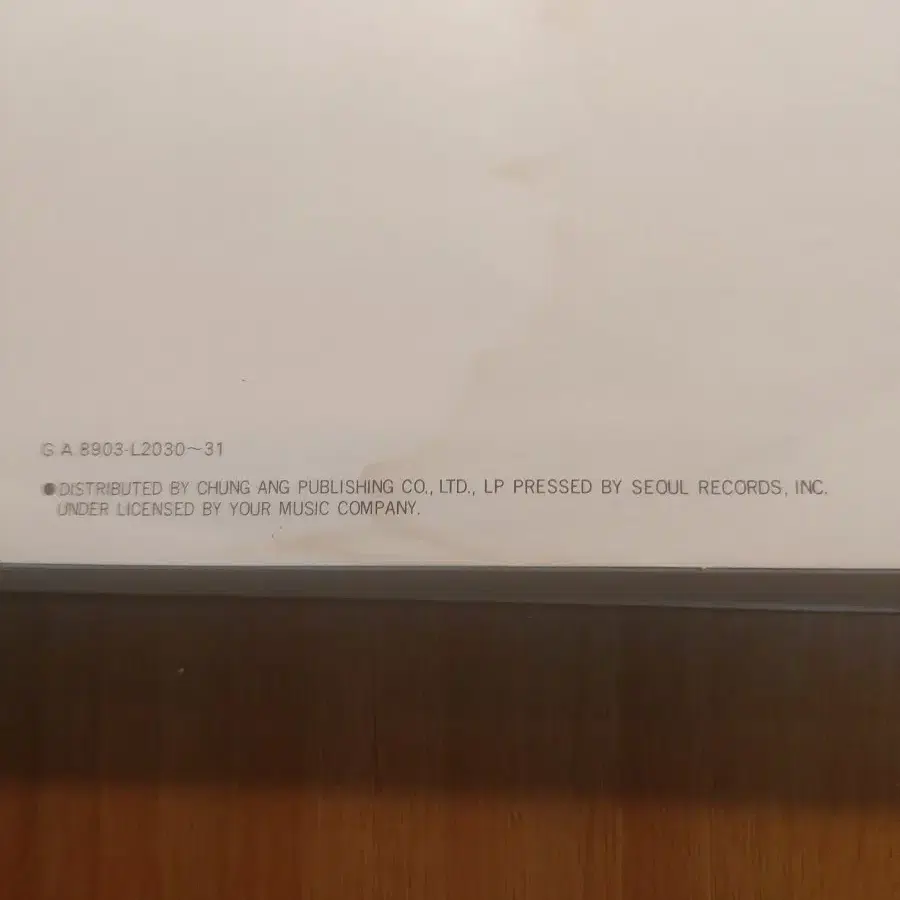 G A 8903-L2030~31
●DISTRIBUTED BY CHUNG ANG PUBLISHING CO., LTD., LP PRESSED BY SEOUL RECORDS, INC.
UNDER LICENSED BY YOUR MUSIC COMPANY.